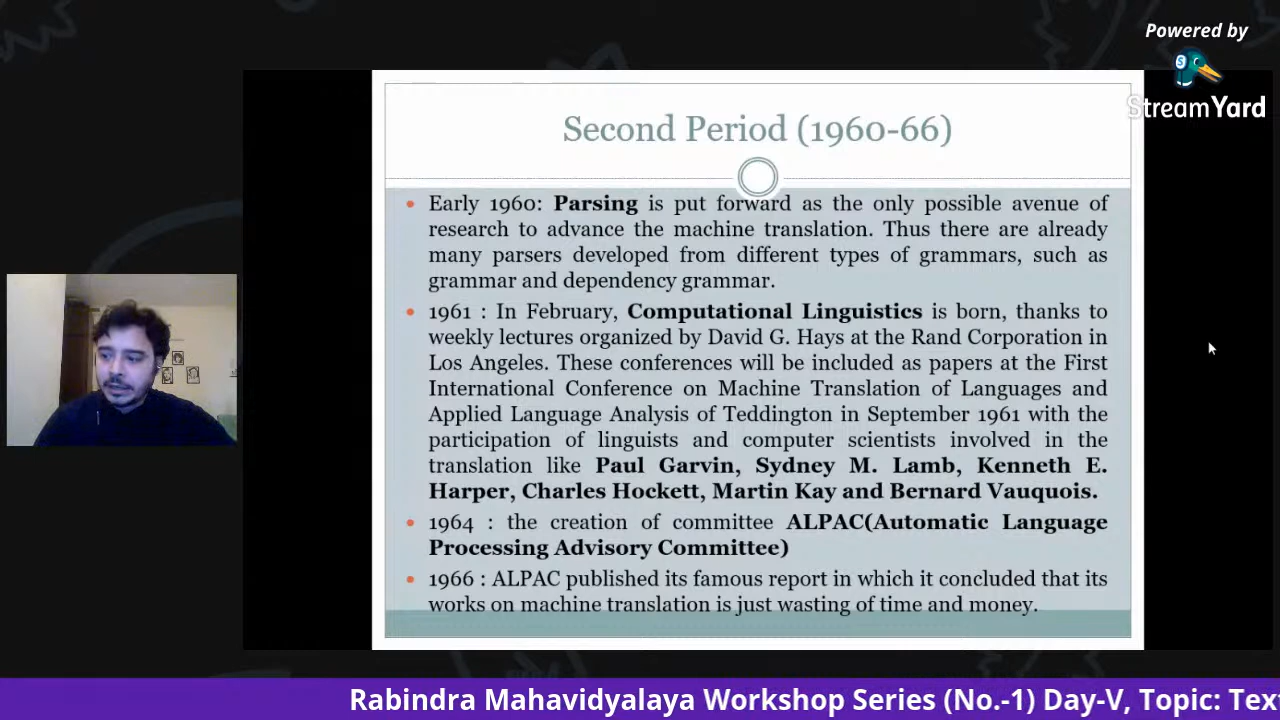 Powered by
StreamYard
Second Period (1960-66)
• Early 1960: Parsing is put forward as the only possible avenue of
research to advance the machine translation. Thus there are already
many parsers developed from different types of grammars, such as
grammar and dependency grammar.
• 1961 : In February, Computational Linguistics is born, thanks to
weekly lectures organized by David G. Hays at the Rand Corporation in
Los Angeles. These conferences will be included as papers at the First
International Conference on Machine Translation of Languages and
Applied Language Analysis of Teddington in September 1961 with the
participation of linguists and computer scientists involved in the
translation like Paul Garvin, Sydney M. Lamb, Kenneth E.
Harper, Charles Hockett, Martin Kay and Bernard Vauquois.
• 1964 : the creation of committee ALPAC(Automatic Language
Processing Advisory Committee)
• 1966 : ALPAC published its famous report in which it concluded that its
works on machine translation is just wasting of time and money.
Rabindra Mahavidyalaya Workshop Series (No.-1) Day-V, Topic: Tex